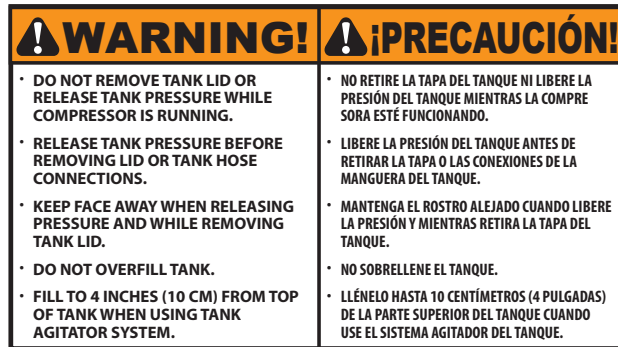 WARNING!
• DO NOT REMOVE TANK LID OR
RELEASE TANK PRESSURE WHILE
COMPRESSOR IS RUNNING.
• RELEASE TANK PRESSURE BEFORE
REMOVING LID OR TANK HOSE
CONNECTIONS.
• KEEP FACE AWAY WHEN RELEASING
PRESSURE AND WHILE REMOVING
TANK LID.
• DO NOT OVERFILL TANK.
• FILL TO 4 INCHES (10 CM) FROM TOP
OF TANK WHEN USING TANK
AGITATOR SYSTEM.
¡PRECAUCIÓN!
• NO RETIRE LA TAPA DEL TANQUE NI LIBERE LA
PRESIÓN DEL TANQUE MIENTRAS LA COMPRE
SORA ESTÉ FUNCIONANDO.
• LIBERE LA PRESIÓN DEL TANQUE ANTES DE
RETIRAR LA TAPA O LAS CONEXIONES DE LA
MANGUERA DEL TANQUE.
• MANTENGA EL ROSTRO ALEJADO CUANDO LIBERE
LA PRESIÓN Y MIENTRAS RETIRA LA TAPA DEL
TANQUE.
• NO SOBRELLENE EL TANQUE.
• LLÉNELO HASTA 10 CENTÍMETROS (4 PULGADAS)
DE LA PARTE SUPERIOR DEL TANQUE CUANDO
USE EL SISTEMA AGITADOR DEL TANQUE.